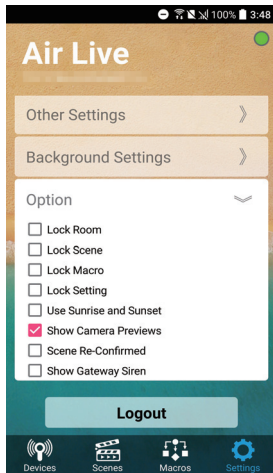 100% 3:48
Air Live
Other Settings
Background Settings
Option
Lock Room
Lock Scene
Lock Macro
Lock Setting
Use Sunrise and Sunset
Show Camera Previews
Scene Re-Confirmed
Show Gateway Siren
Logout
Devices Scenes Macros Settings